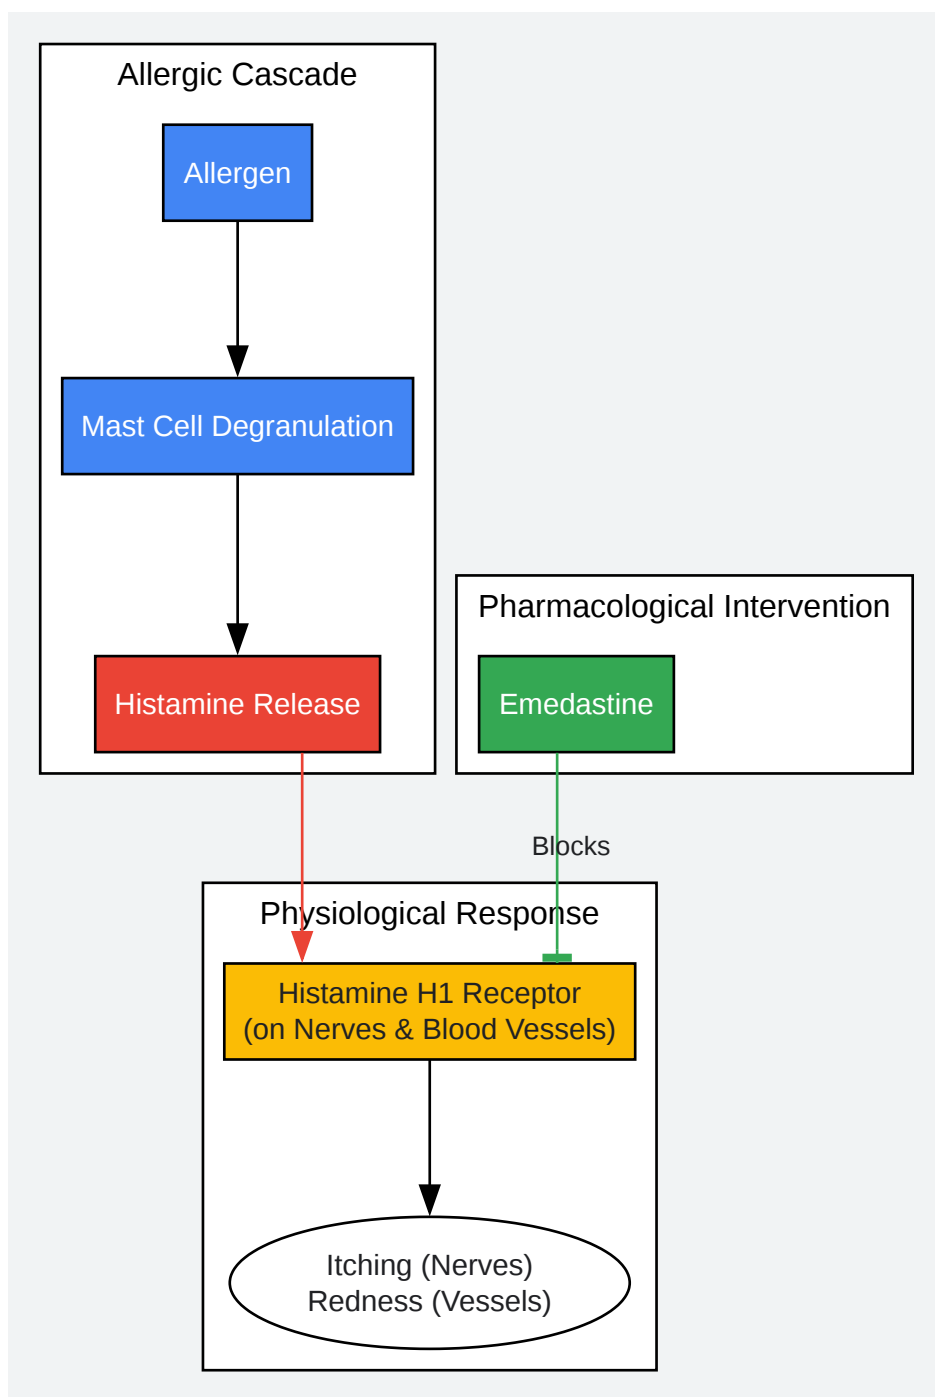 Allergic Cascade
Allergen
Mast Cell Degranulation
Histamine Release
Pharmacological Intervention
Emedastine
Blocks
Physiological Response
Histamine H1 Receptor
(on Nerves & Blood Vessels)
Itching (Nerves)
Redness (Vessels)